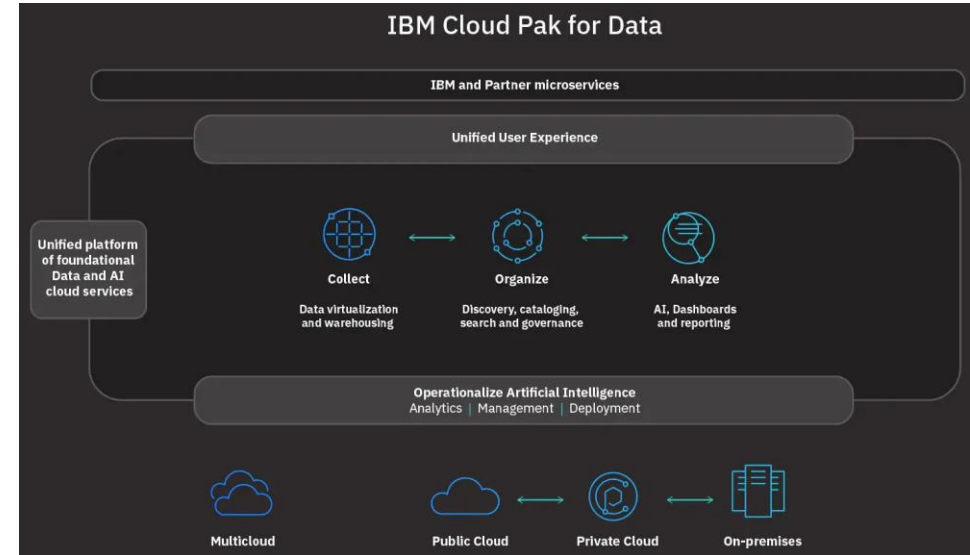 IBM Cloud Pak for Data
IBM and Partner microservices
Unified User Experience
Unified platform
of foundational
Data and AI
cloud services
Collect
Data virtualization
and warehousing
Organize
Discovery, cataloging,
search and governance
Analyze
AI, Dashboards
and reporting
Operationalize Artificial Intelligence
Analytics | Management | Deployment
Multicloud
Public Cloud
Private Cloud
On-premises